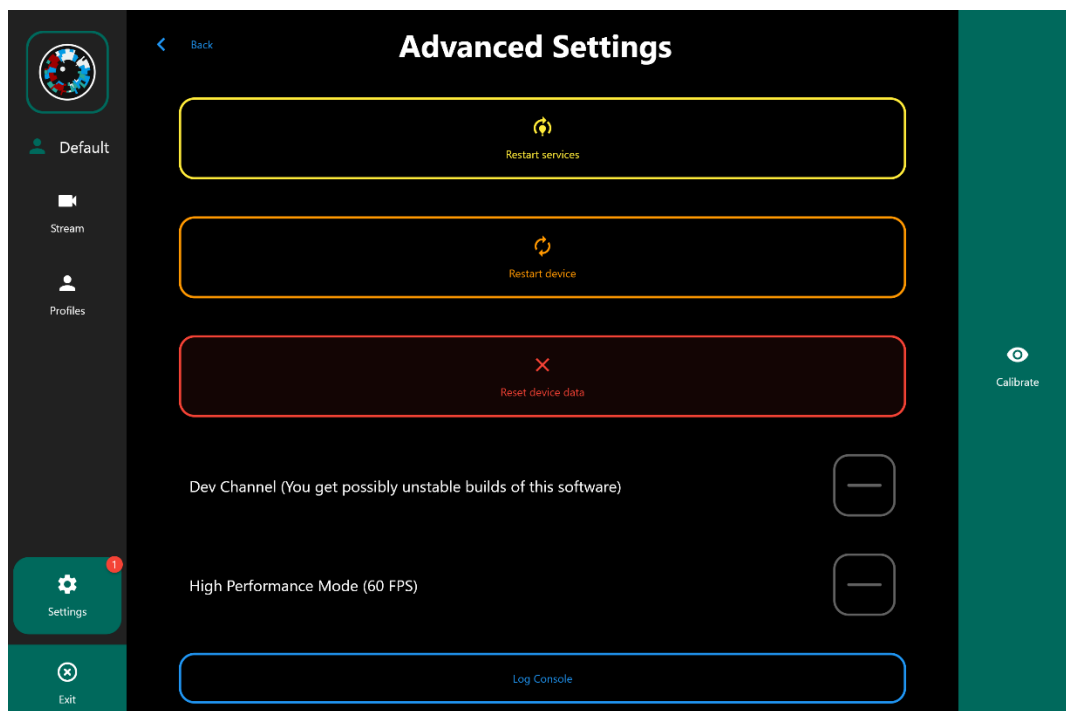 Back
Advanced Settings
Default
Stream
Profiles
Restart services
Restart device
Reset device data
Calibrate
Dev Channel (You get possibly unstable builds of this software)
High Performance Mode (60 FPS)
1
Settings
Log Console
Exit